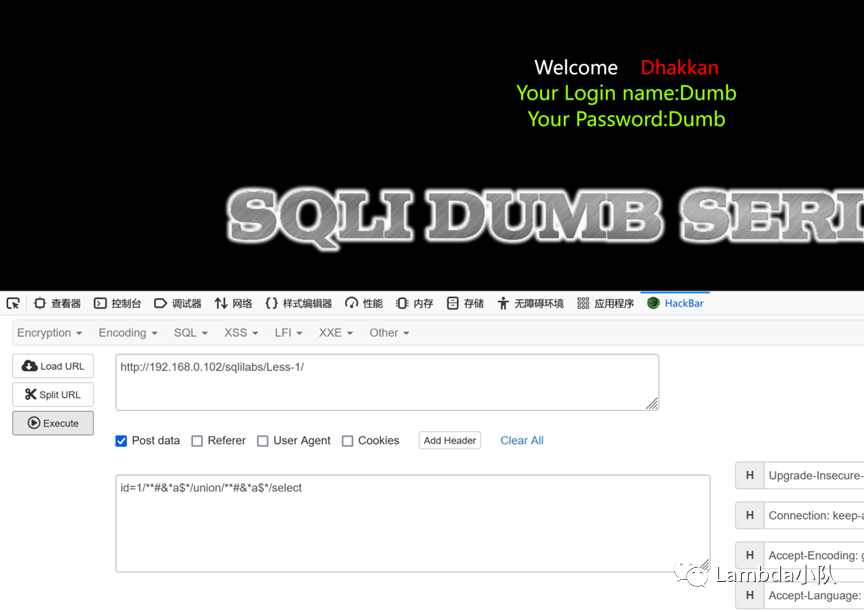 Welcome Dhakkan
Your Login name:Dumb
Your Password:Dumb
SQLI DUMB SERI
查看器 控制台 调试器 网络 样式编辑器 性能 内存 存储 无障碍环境 应用程序 HackBar
Encryption Encoding SQL XSS LFI XXE Other
Load URL
http://192.168.0.102/sqlilabs/Less-1/
Split URL
Execute
Post data Referer User Agent Cookies Add Header Clear All
id=1/**#&*a$*/union/**#&*a$*/select
H Upgrade-Insecure-
H Connection: keep-a
H Accept-Encoding: g
Lambda小队
H Accept-Language: